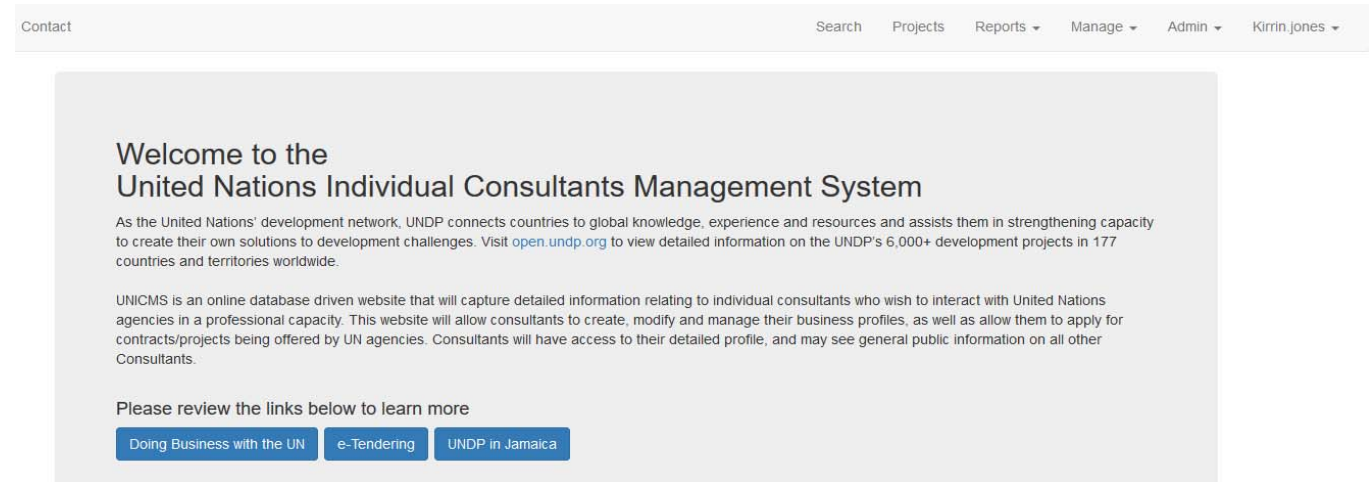 Contact Search Projects Reports Manage Admin Kirrin.jones
Welcome to the
United Nations Individual Consultants Management System
As the United Nations' development network, UNDP connects countries to global knowledge, experience and resources and assists them in strengthening capacity
to create their own solutions to development challenges. Visit open.undp.org to view detailed information on the UNDP's 6,000+ development projects in 177
countries and territories worldwide.
UNICMS is an online database driven website that will capture detailed information relating to individual consultants who wish to interact with United Nations
agencies in a professional capacity. This website will allow consultants to create, modify and manage their business profiles, as well as allow them to apply for
contracts/projects being offered by UN agencies. Consultants will have access to their detailed profile, and may see general public information on all other
Consultants.
Please review the links below to learn more
Doing Business with the UN e-Tendering UNDP in Jamaica